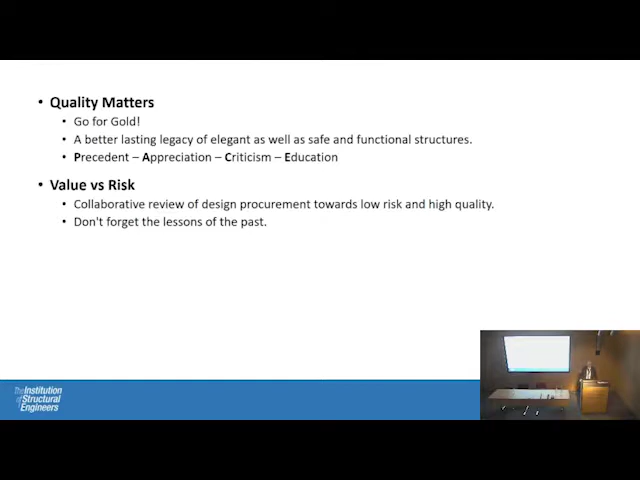 • Quality Matters
• Go for Gold!
• A better lasting legacy of elegant as well as safe and functional structures.
• Precedent – Appreciation – Criticism – Education
• Value vs Risk
• Collaborative review of design procurement towards low risk and high quality.
• Don't forget the lessons of the past.
The Institution
of Structural
Engineers